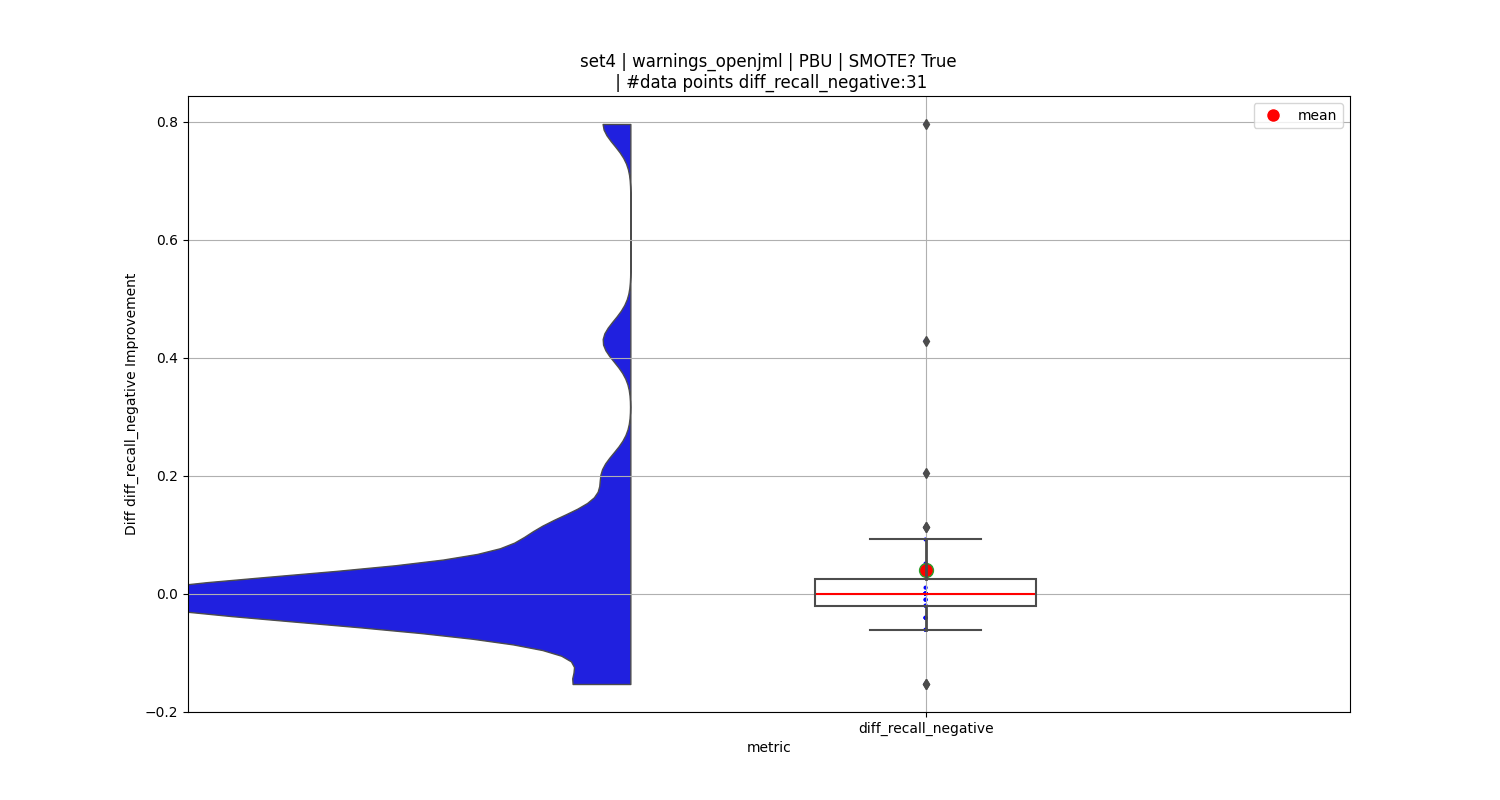 set4 | warnings_openjml | PBU | SMOTE? True
| #data points diff_recall_negative:31
mean
0.8
0.6
0.4
0.2
0.0
−0.2
Diff diff_recall_negative Improvement
diff_recall_negative
metric